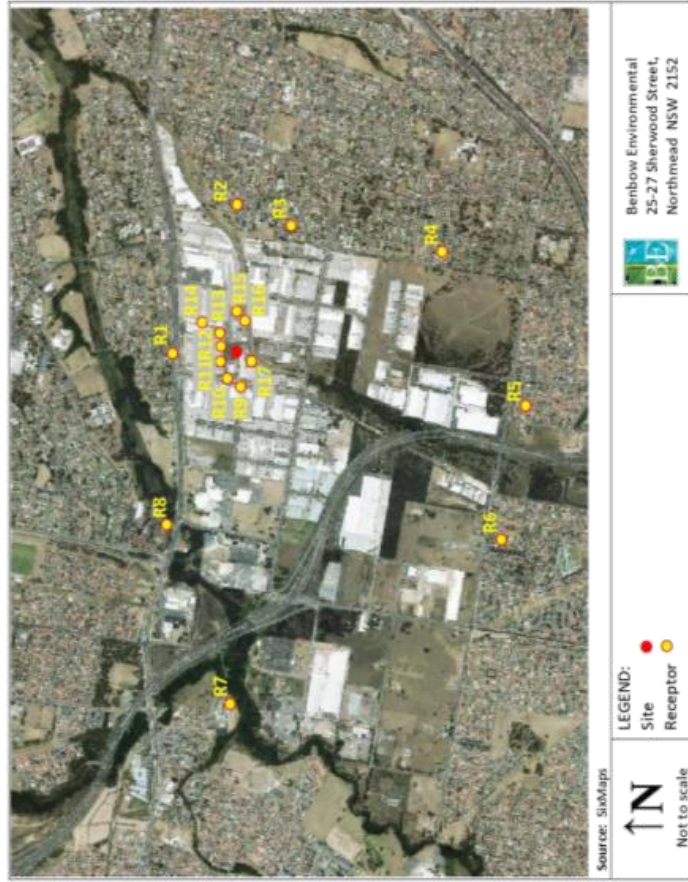 R1
R2
R3
R4
R5
R6
R7
R8
R9
R10
R11
R12
R13
R14
R15
R16
R17
Source: SixMaps
N
Not to scale
LEGEND:
Site
Receptor
BE
Benbow Environmental
25-27 Sherwood Street,
Northmead NSW 2152